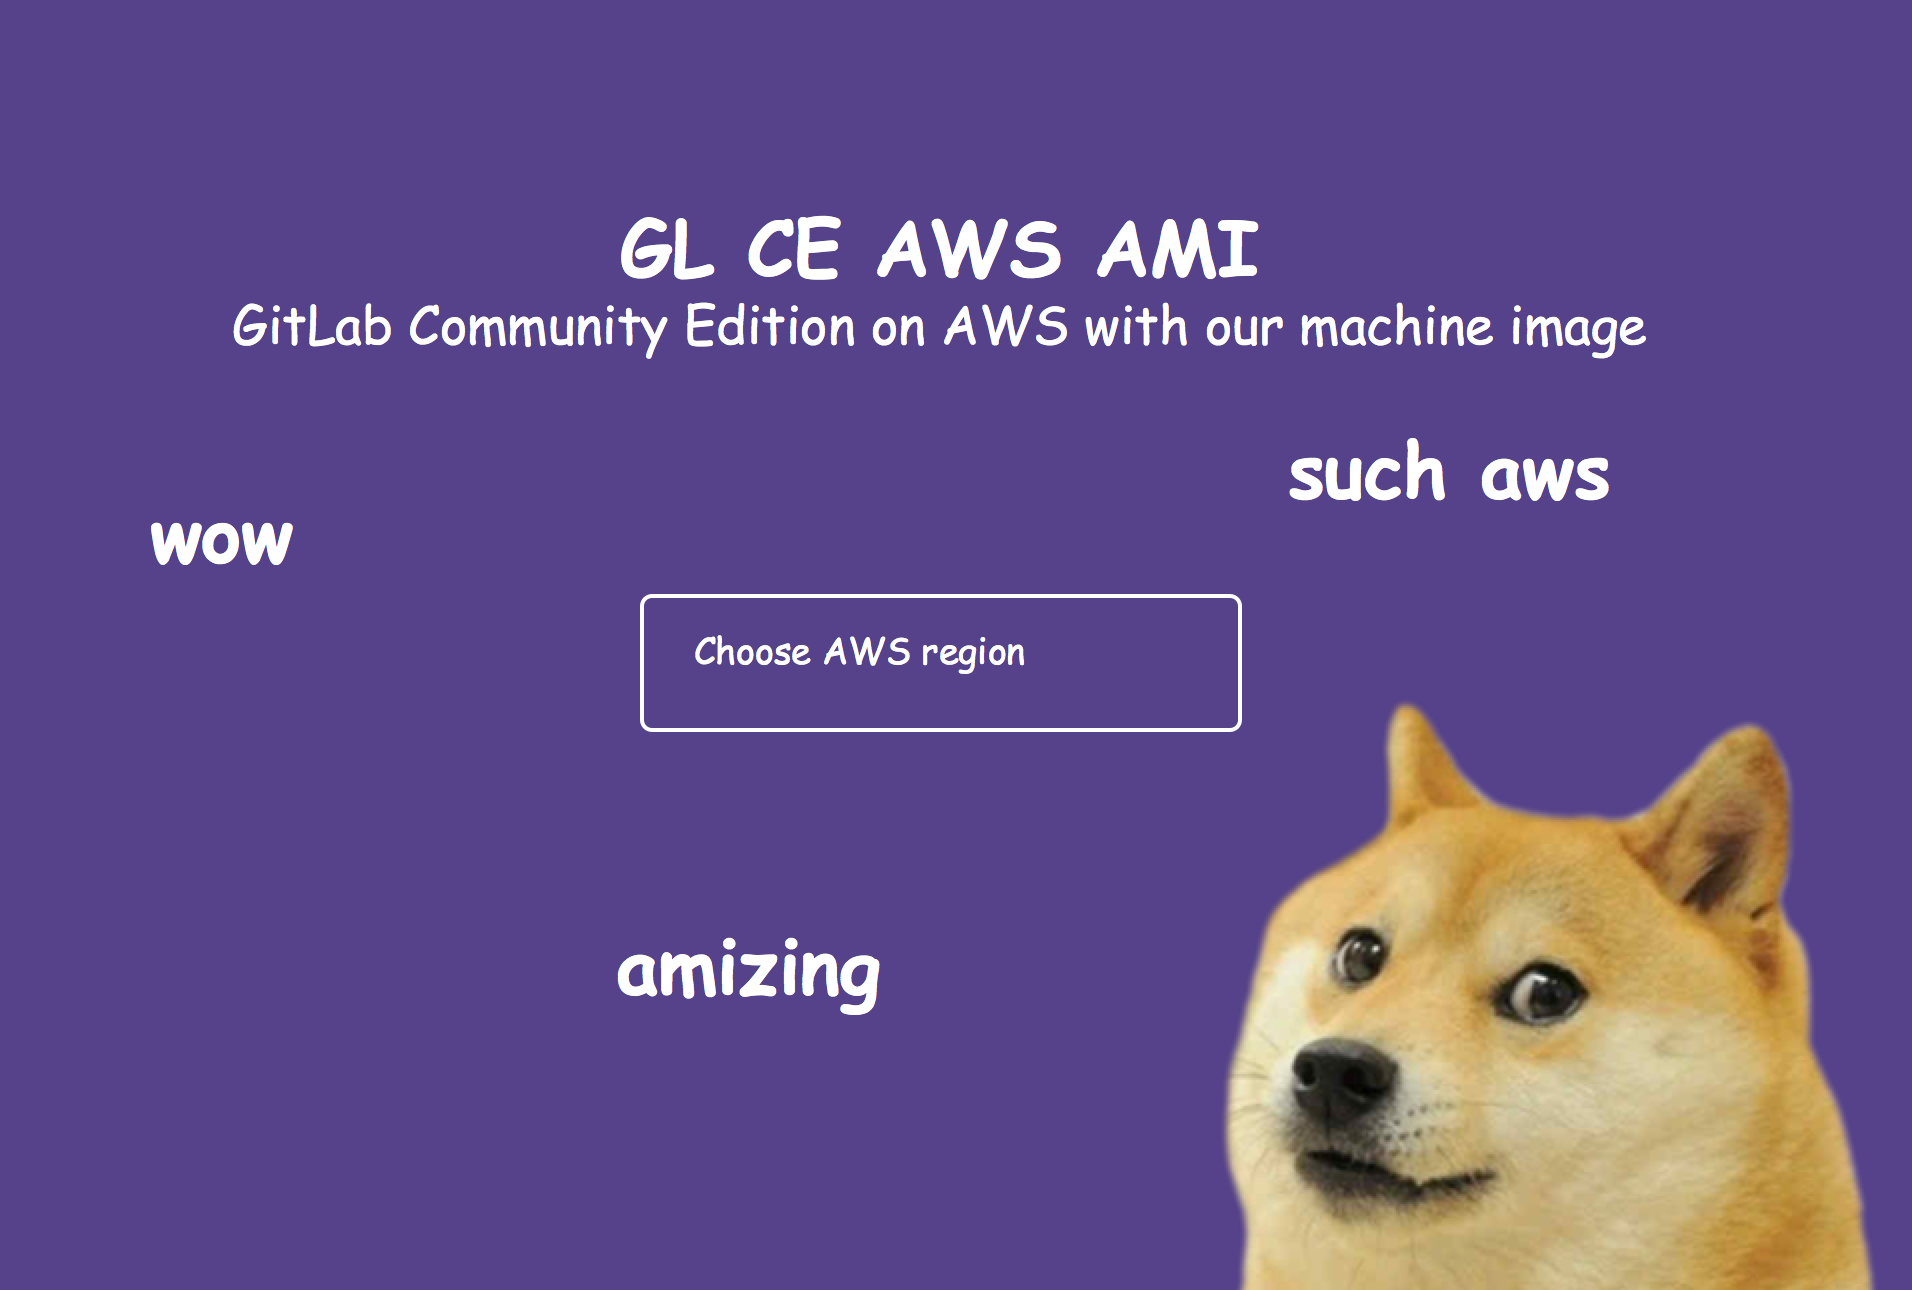 GL CE AWS AMI
GitLab Community Edition on AWS with our machine image
such aws
wow
Choose AWS region
amizing